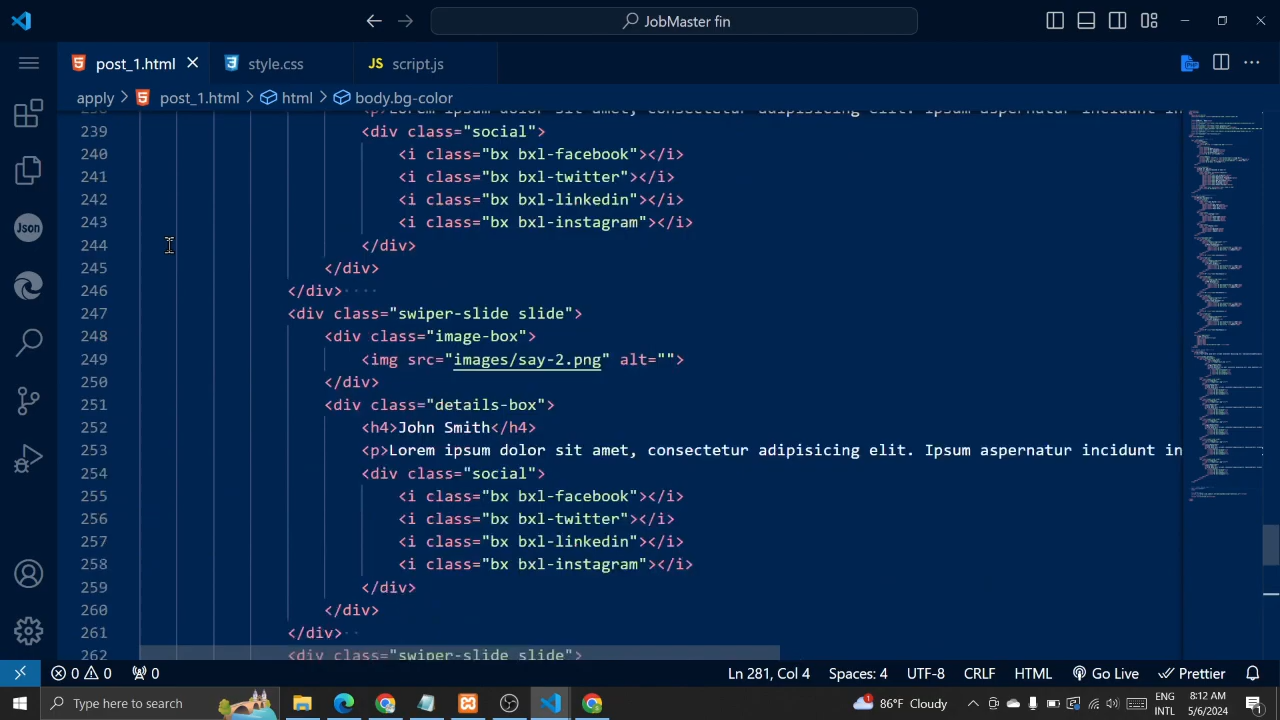 JobMaster fin
post_1.html
style.css
JS script.js
apply > post_1.html > html > body.bg-color
239 <div class="social">
240 <i class="bx bxl-facebook"></i>
241 <i class="bx bxl-twitter"></i>
242 <i class="bx bxl-linkedin"></i>
243 <i class="bx bxl-instagram"></i>
244 </div>
245 </div>
246 </div>
247 <div class="swiper-slide slide">
248 <div class="image-box">
249 <img src="images/say-2.png" alt="">
250 </div>
251 <div class="details-box">
252 <h4>John Smith</h4>
253 <p>Lorem ipsum dolor sit amet, consectetur adipisicing elit. Ipsum aspernatur incidunt in
254 <div class="social">
255 <i class="bx bxl-facebook"></i>
256 <i class="bx bxl-twitter"></i>
257 <i class="bx bxl-linkedin"></i>
258 <i class="bx bxl-instagram"></i>
259 </div>
260 </div>
261 </div>
262 <div class="swiper-slide slide">
Json
0 0 0
Ln 281, Col 4 Spaces: 4 UTF-8 CRLF HTML Go Live Prettier
Type here to search
86°F Cloudy
ENG
INTL
8:12 AM
5/6/2024